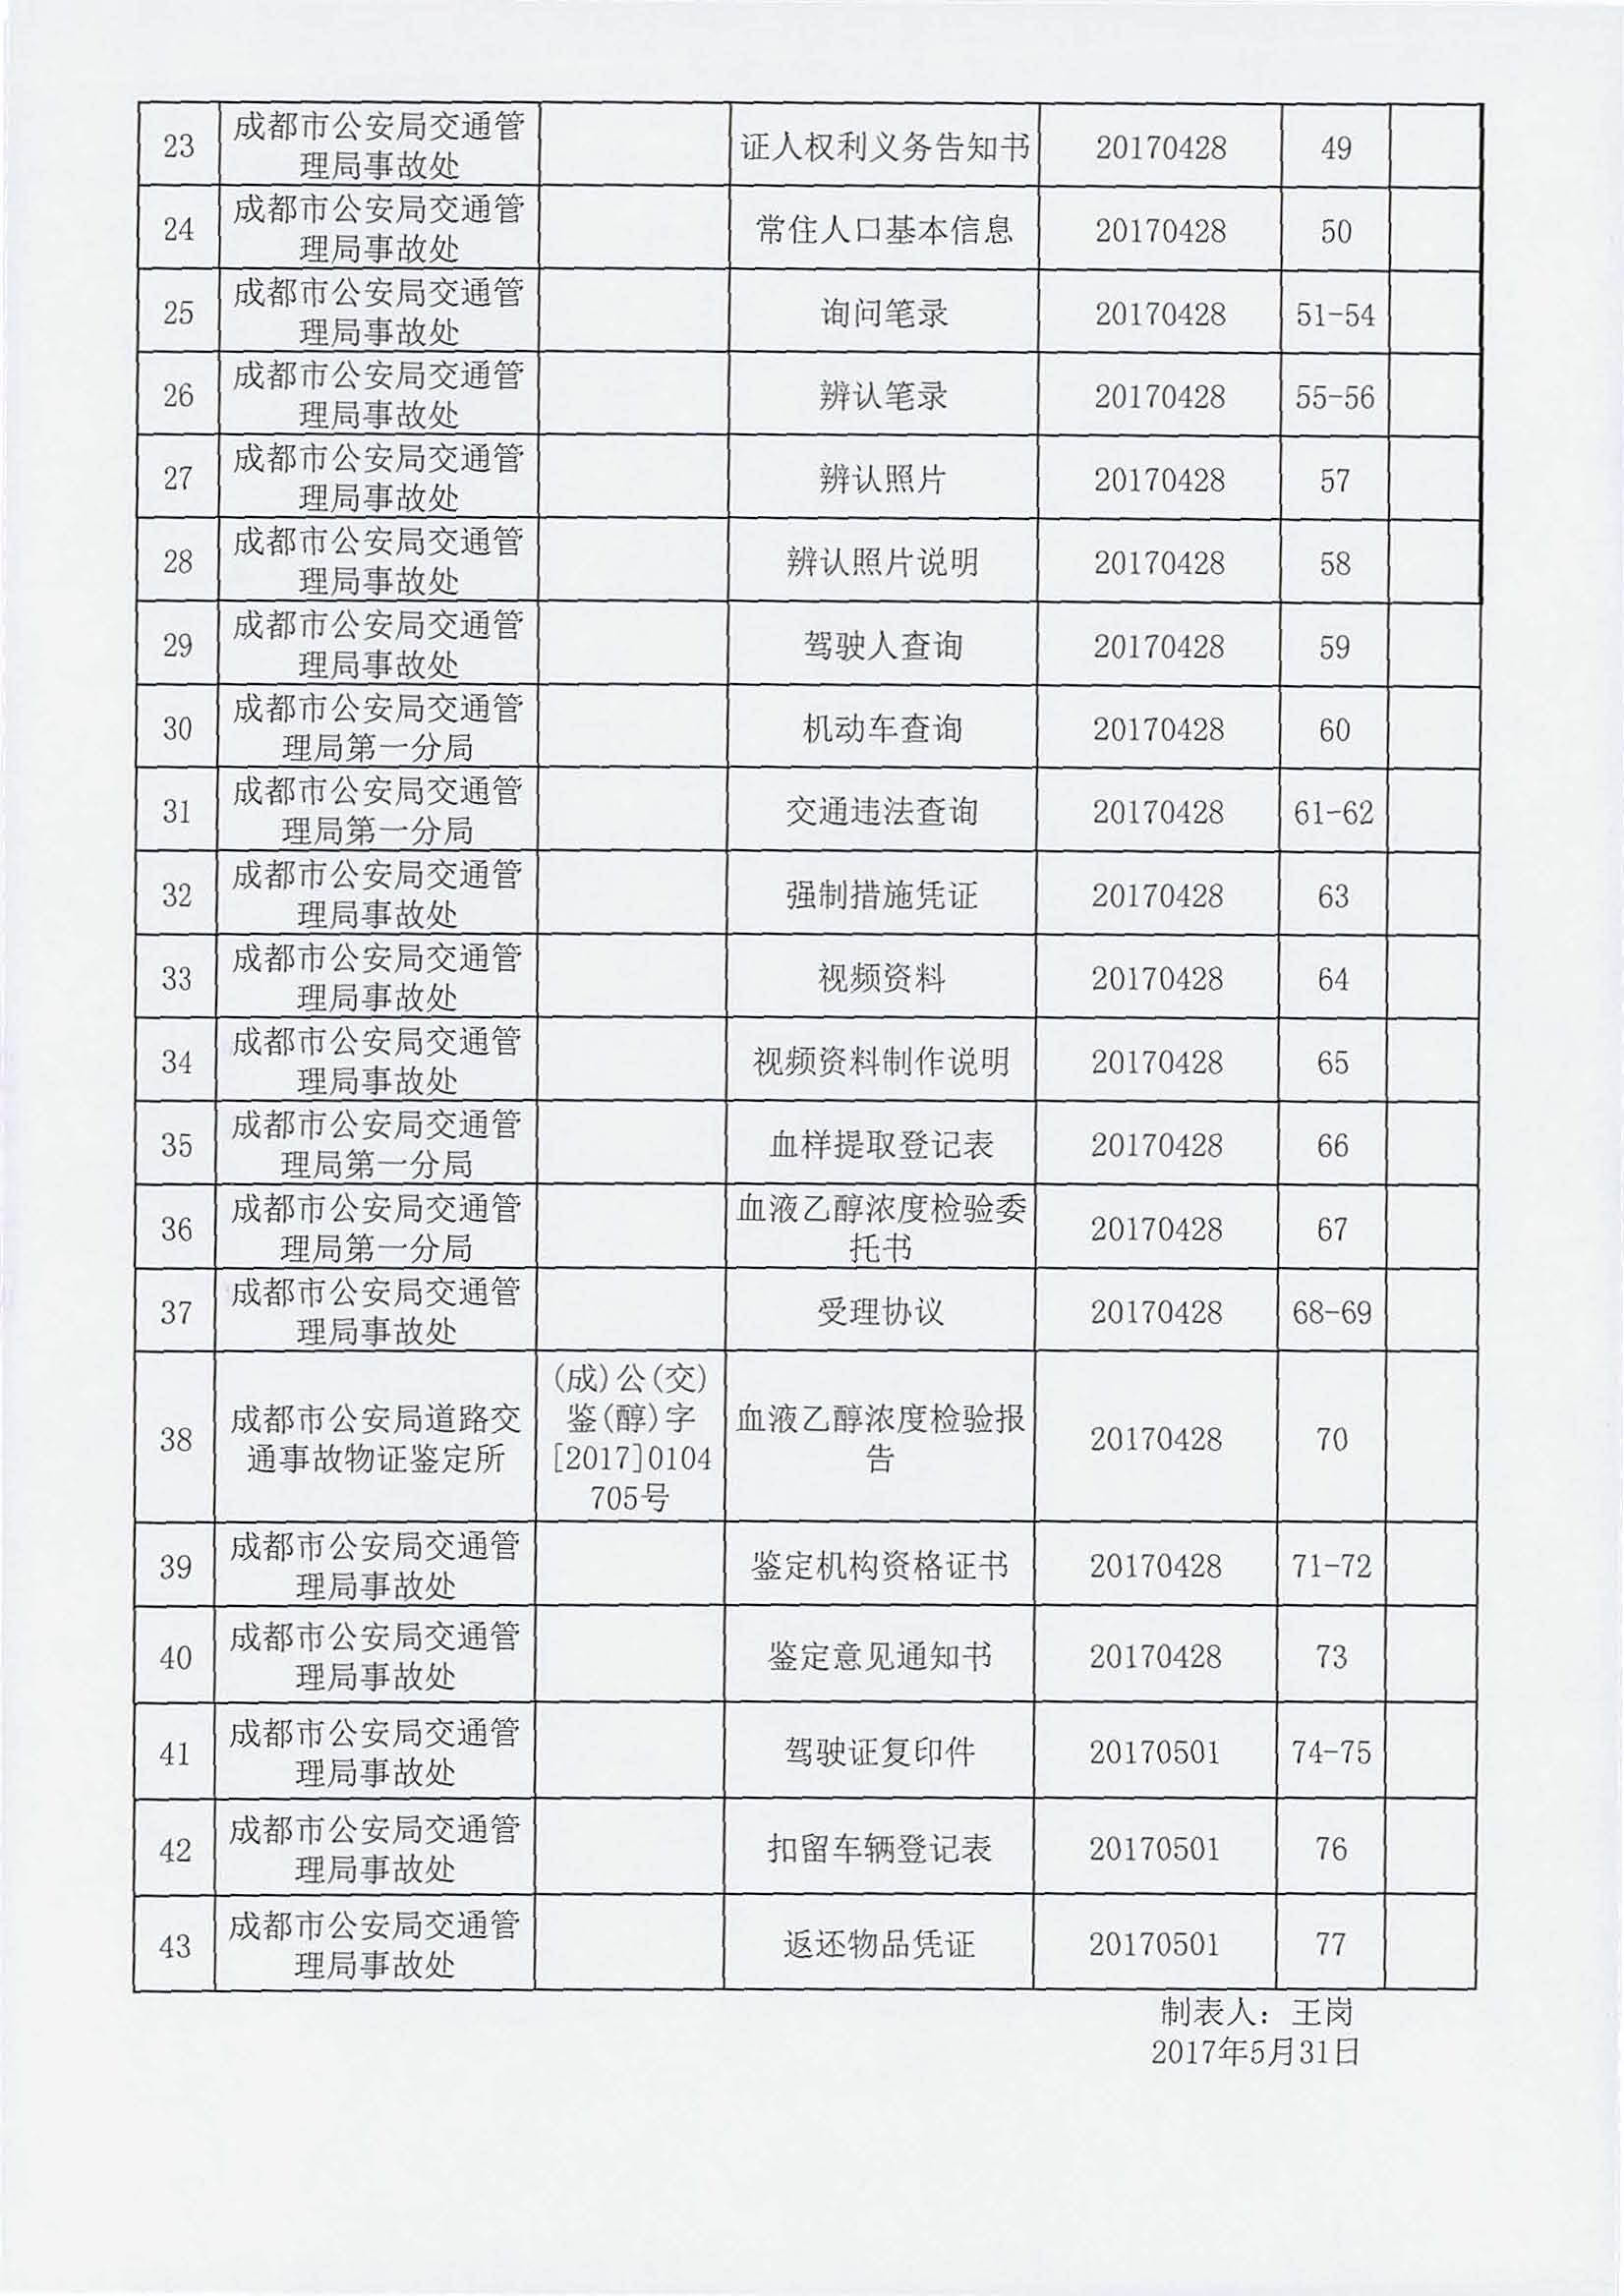 23 成都市公安局交通管 证人权利义务告知书 20170428 49
理局事故处
24 成都市公安局交通管 常住人口基本信息 20170428 50
理局事故处
25 成都市公安局交通管 询问笔录 20170428 51-54
理局事故处
26 成都市公安局交通管 辨认笔录 20170428 55-56
理局事故处
27 成都市公安局交通管 辨认照片 20170428 57
理局事故处
28 成都市公安局交通管 辨认照片说明 20170428 58
理局事故处
29 成都市公安局交通管 驾驶人查询 20170428 59
理局事故处
30 成都市公安局交通管 机动车查询 20170428 60
理局第一分局
31 成都市公安局交通管 交通违法查询 20170428 61-62
理局第一分局
32 成都市公安局交通管 强制措施凭证 20170428 63
理局事故处
33 成都市公安局交通管 视频资料 20170428 64
理局事故处
34 成都市公安局交通管 视频资料制作说明 20170428 65
理局事故处
35 成都市公安局交通管 血样提取登记表 20170428 66
理局第一分局
36 成都市公安局交通管 血液乙醇浓度检验委 20170428 67
理局第一分局 托书
37 成都市公安局交通管 受理协议 20170428 68-69
理局事故处
(成)公(交)
38 成都市公安局道路交 鉴(醇)字 血液乙醇浓度检验报 20170428 70
通事故物证鉴定所 [2017]0104 告
705号
39 成都市公安局交通管 鉴定机构资格证书 20170428 71-72
理局事故处
40 成都市公安局交通管 鉴定意见通知书 20170428 73
理局事故处
41 成都市公安局交通管 驾驶证复印件 20170501 74-75
理局事故处
42 成都市公安局交通管 扣留车辆登记表 20170501 76
理局事故处
43 成都市公安局交通管 返还物品凭证 20170501 77
理局事故处
制表人：王岗
2017年5月31日